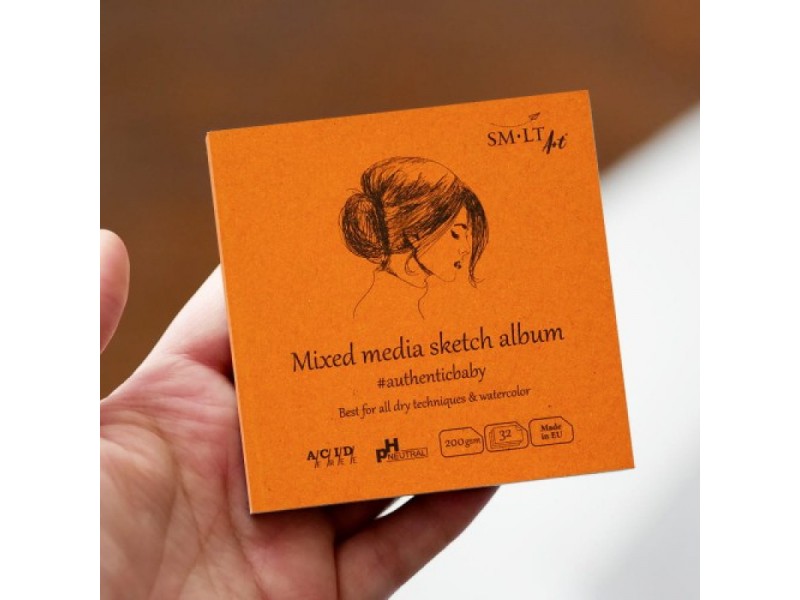 SM·LT Art
Mixed media sketch album
#authenticbaby
Best for all dry techniques & watercolor
ACID FREE
pH NEUTRAL
200 gsm
32
Made in EU